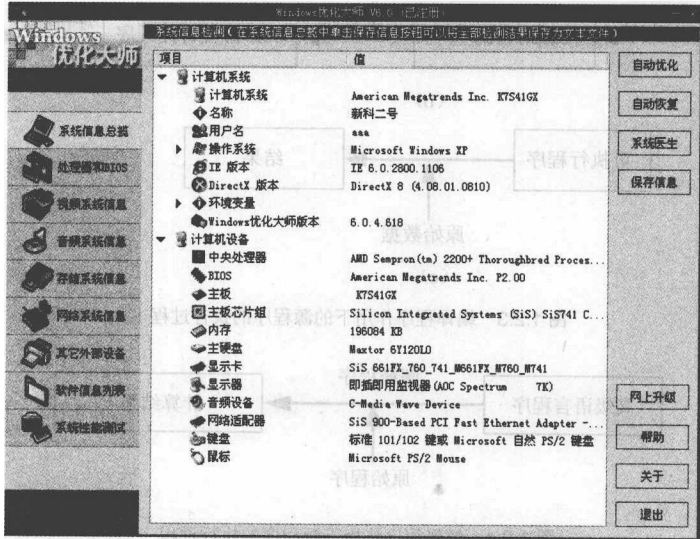 Windows优化大师 V6.0 (已注册)
Windows
优化大师
系统信息检测(在系统信息总揽中单击保存信息按钮可以将全部检测结果保存为文本文件)
系统信息总揽
处理器和BIOS
视频系统信息
音频系统信息
存储系统信息
网络系统信息
其它外部设备
软件信息列表
系统性能测试
项目 值
计算机系统
计算机系统 American Megatrends Inc. K7S41GX
名称 新科二号
用户名 aaa
操作系统 Microsoft Windows XP
IE 版本 IE 6.0.2800.1106
DirectX 版本 DirectX 8 (4.08.01.0810)
环境变量
Windows优化大师版本 6.0.4.618
计算机设备
中央处理器 AMD Sempron(tm) 2200+ Thoroughbred Proces...
BIOS American Megatrends Inc. P2.00
主板 K7S41GX
主板芯片组 Silicon Integrated Systems (SiS) SiS741 C...
内存 196084 KB
主硬盘 Maxtor 6Y120L0
显示卡 SiS 661FX_760_741_M661FX_M760_M741
显示器 即插即用监视器(AOC Spectrum 7K)
音频设备 C-Media Wave Device
网络适配器 SiS 900-Based PCI Fast Ethernet Adapter -...
键盘 标准 101/102 键或 Microsoft 自然 PS/2 键盘
鼠标 Microsoft PS/2 Mouse
自动优化
自动恢复
系统医生
保存信息
网上升级
帮助
关于
退出